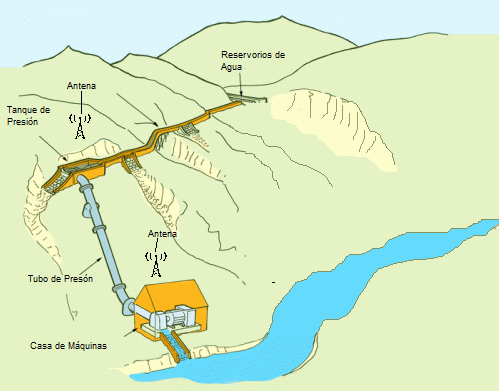 Reservorios de
Agua
Antena
Tanque de
Presión
Antena
Tubo de Presón
Casa de Máquinas